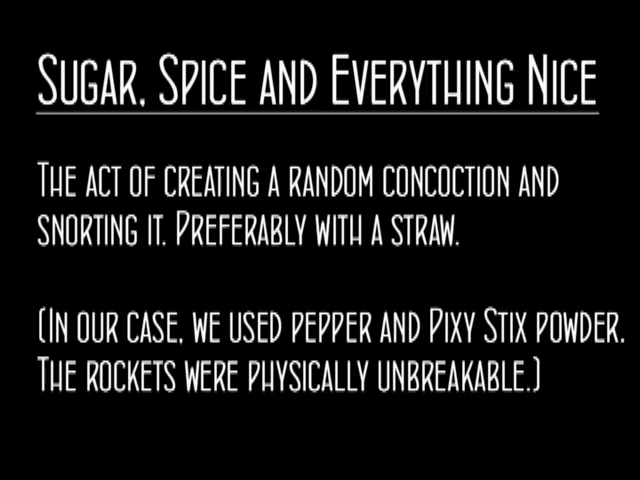 Sugar, Spice and Everything Nice
The act of creating a random concoction and
snorting it. Preferably with a straw.
(In our case, we used pepper and Pixy Stix powder.
The rockets were physically unbreakable.)